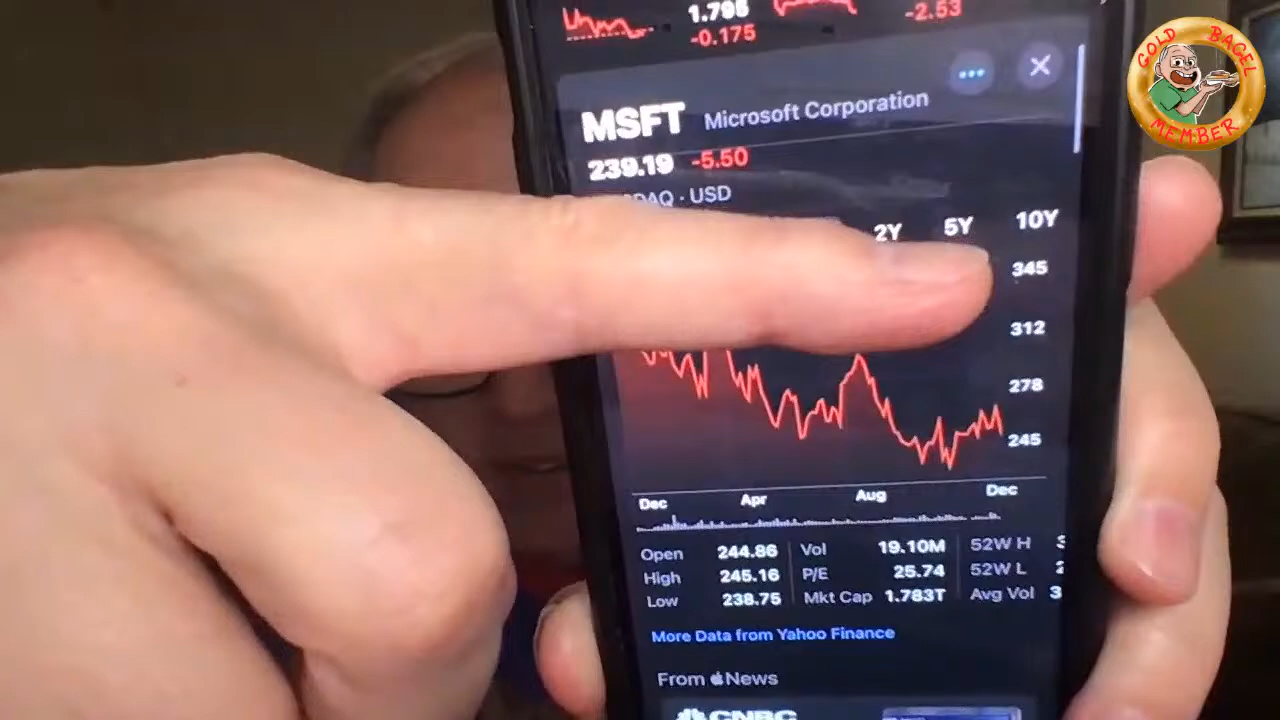 1.795
-0.175
-2.53
GOLD BAGEL
MEMBER
MSFT Microsoft Corporation
239.19 -5.50
DAQ · USD
2Y 5Y 10Y
345
312
278
245
Dec Apr Aug Dec
Open 244.86 Vol 19.10M 52W H
High 245.16 P/E 25.74 52W L
Low 238.75 Mkt Cap 1.783T Avg Vol
More Data from Yahoo Finance
From News
CNBC